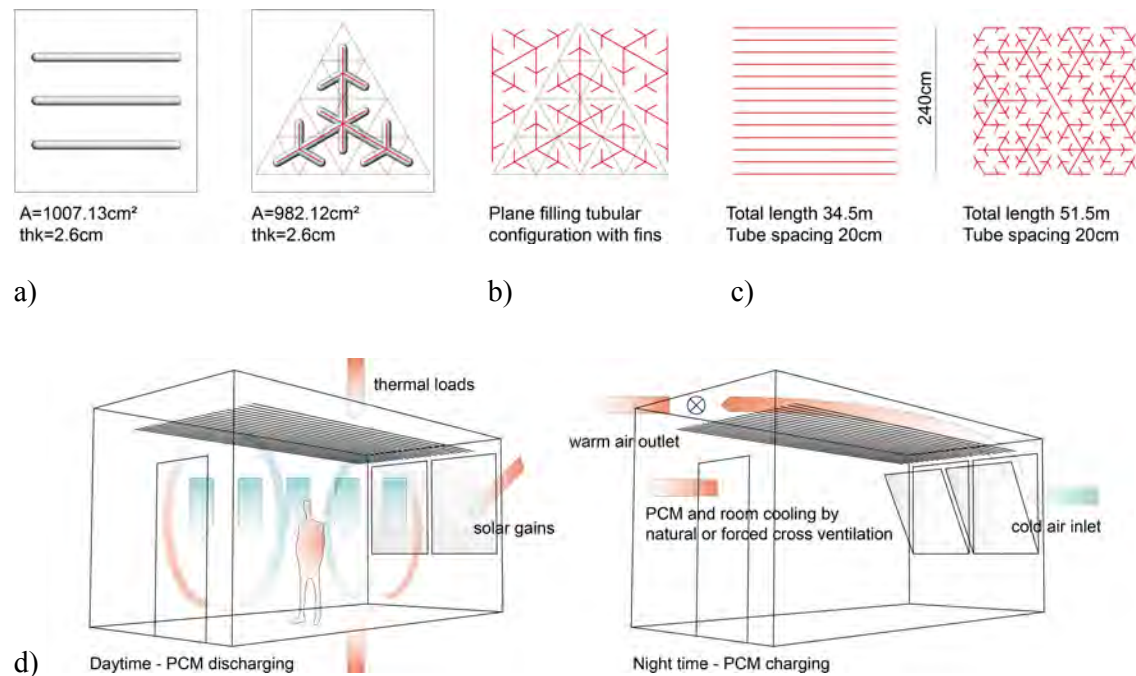 A=1007.13cm²
thk=2.6cm
A=982.12cm²
thk=2.6cm
Plane filling tubular
configuration with fins
Total length 34.5m
Tube spacing 20cm
240cm
Total length 51.5m
Tube spacing 20cm
a)
b)
c)
thermal loads
solar gains
Daytime - PCM discharging
warm air outlet
PCM and room cooling by
natural or forced cross ventilation
cold air inlet
Night time - PCM charging
d)